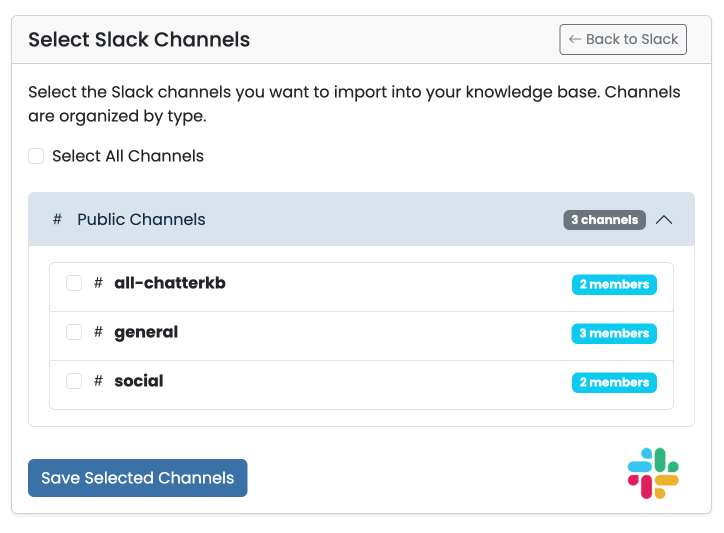 Select Slack Channels
← Back to Slack
Select the Slack channels you want to import into your knowledge base. Channels
are organized by type.
Select All Channels
# Public Channels
3 channels
# all-chatterkb
2 members
# general
3 members
# social
2 members
Save Selected Channels